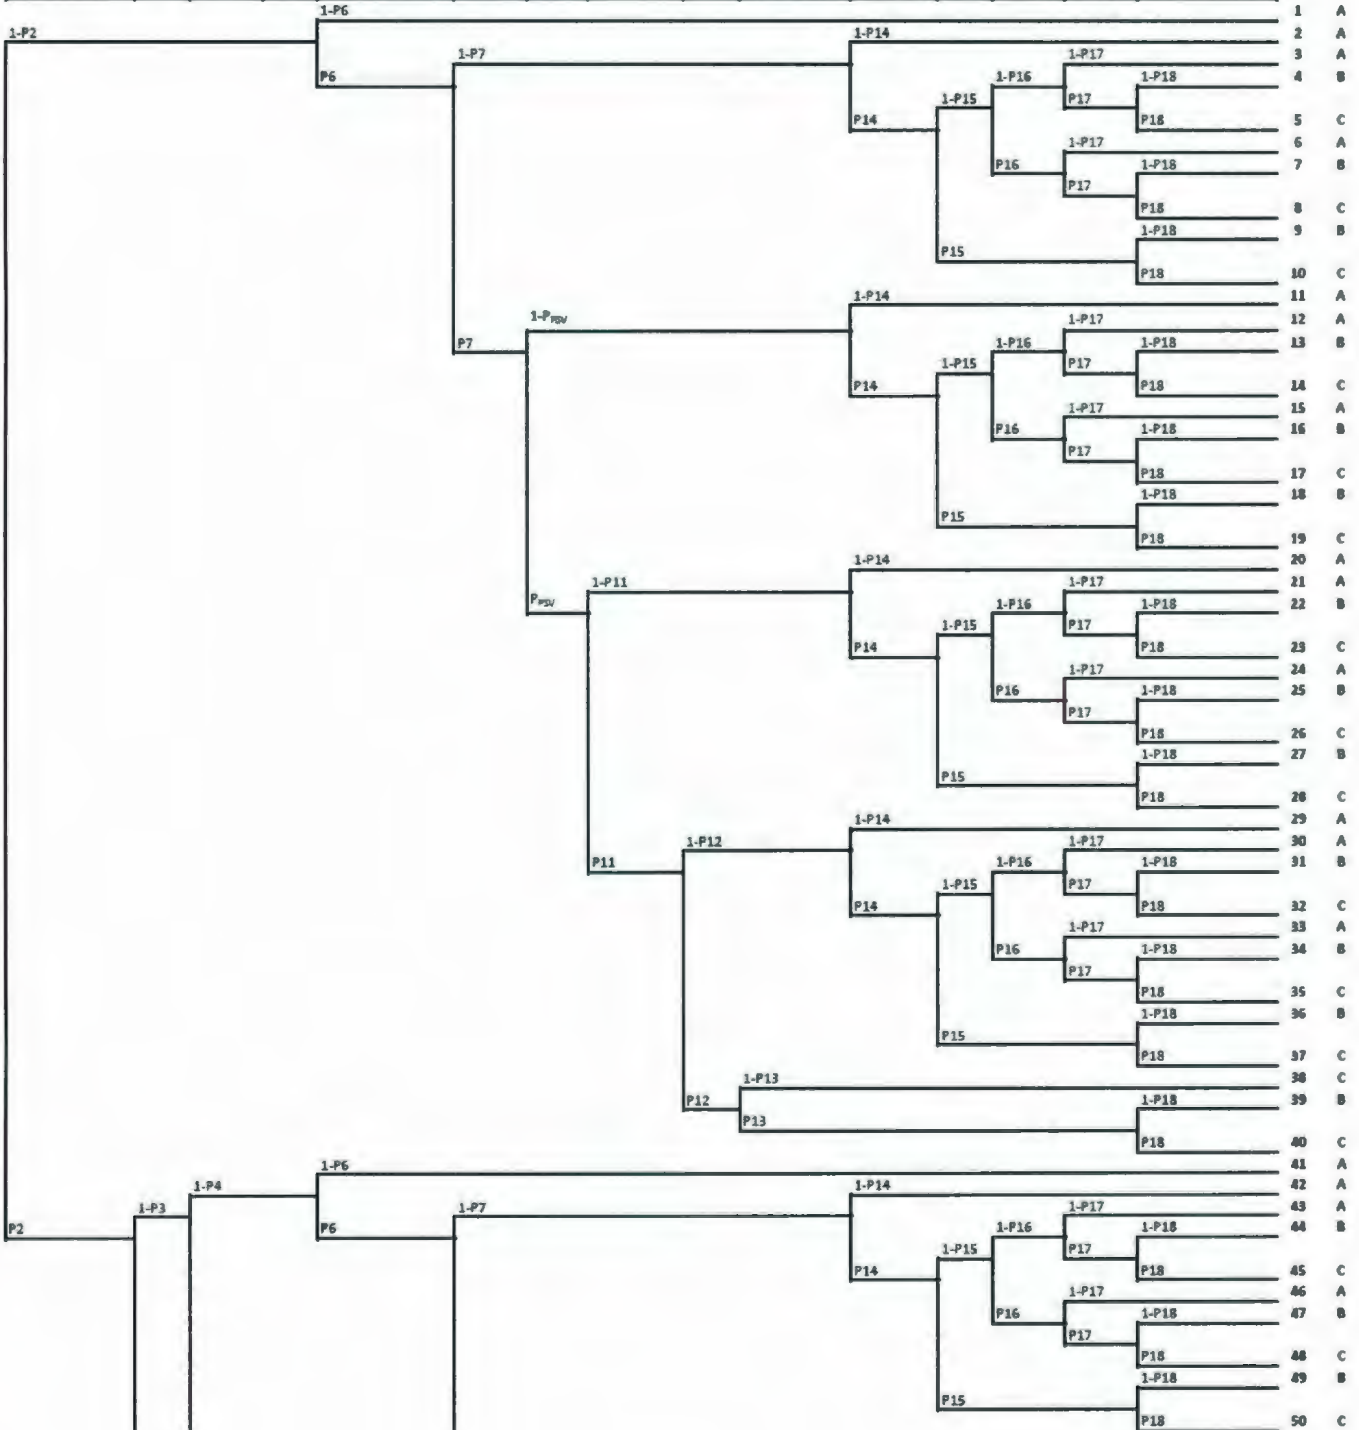 1-P6 1 A
1-P2 1-P14 2 A
1-P7 1-P17 3 A
P6 1-P16 1-P18 4 B
1-P15 P17
P14 P18 5 C
1-P17 6 A
P16 1-P18 7 B
P17
P18 8 C
1-P18 9 B
P15
P18 10 C
1-P14 11 A
1-PPSV 1-P17 12 A
P7 1-P16 1-P18 13 B
1-P15 P17
P14 P18 14 C
1-P17 15 A
P16 1-P18 16 B
P17
P18 17 C
1-P18 18 B
P15
P18 19 C
1-P14 20 A
1-P11 1-P17 21 A
PPSV 1-P16 1-P18 22 B
1-P15 P17
P14 P18 23 C
1-P17 24 A
P16 1-P18 25 B
P17
P18 26 C
1-P18 27 B
P15
P18 28 C
1-P14 29 A
1-P12 1-P17 30 A
P11 1-P16 1-P18 31 B
1-P15 P17
P14 P18 32 C
1-P17 33 A
P16 1-P18 34 B
P17
P18 35 C
1-P18 36 B
P15
P18 37 C
1-P13 38 C
P12 1-P18 39 B
P13
P18 40 C
1-P6 41 A
1-P4 1-P14 42 A
1-P3 1-P7 1-P17 43 A
P2 P6 1-P16 1-P18 44 B
1-P15 P17
P14 P18 45 C
1-P17 46 A
P16 1-P18 47 B
P17
P18 48 C
1-P18 49 B
P15
P18 50 C